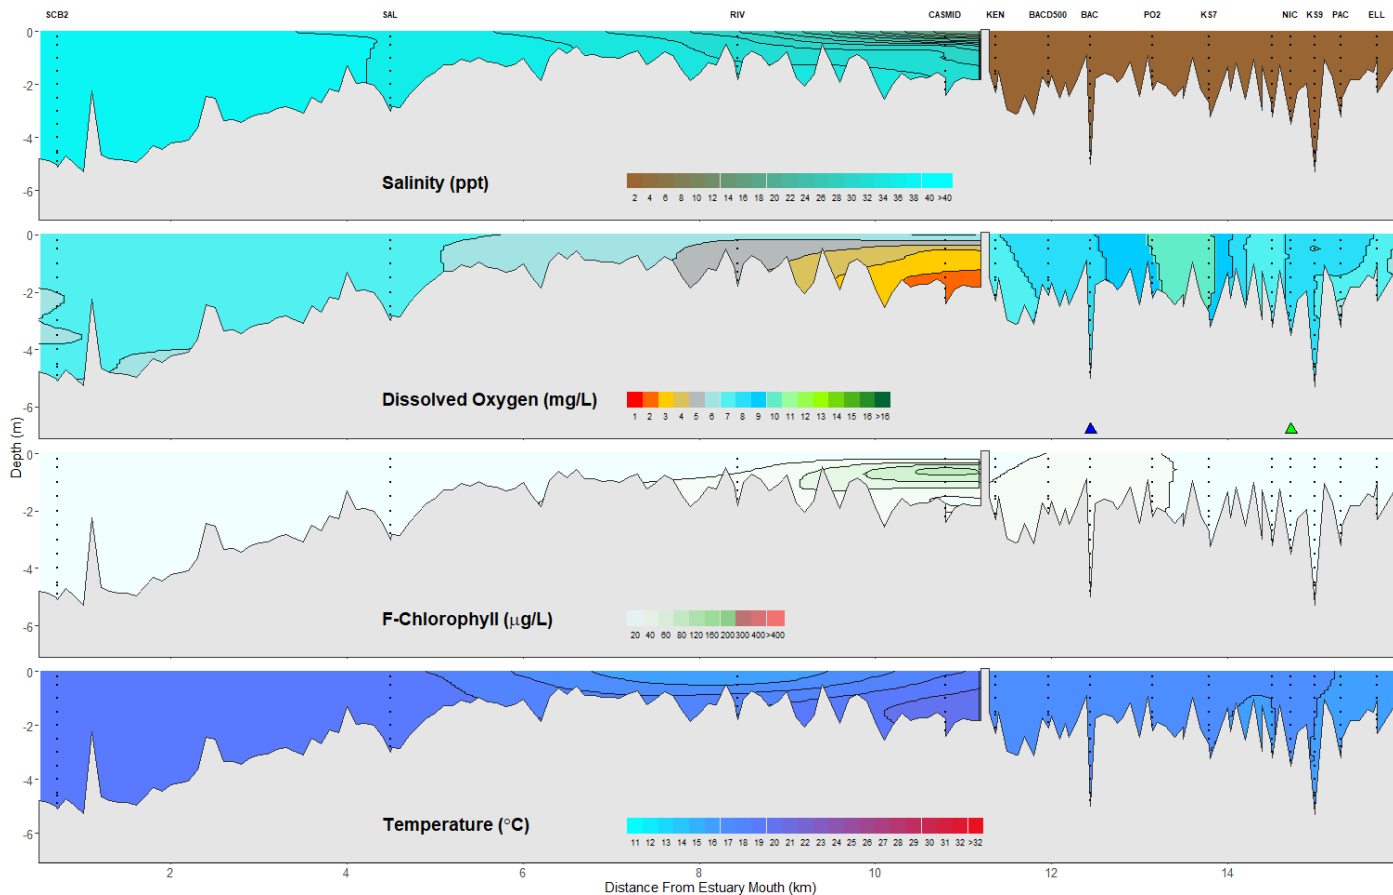 SCB2 SAL RIV CASMID KEN BACD500 BAC PO2 KS7 NIC KS9 PAC ELL
0
-2
-4
-6
Salinity (ppt)
2 4 6 8 10 12 14 16 18 20 22 24 26 28 30 32 34 36 38 40 >40
0
-2
-4
-6
Dissolved Oxygen (mg/L)
1 2 3 4 5 6 7 8 9 10 11 12 13 14 15 16 >16
Depth (m)
0
-2
-4
-6
F-Chlorophyll (μg/L)
20 40 60 80 120 160 200 300 400 >400
0
-2
-4
-6
Temperature (°C)
11 12 13 14 15 16 17 18 19 20 21 22 23 24 25 26 27 28 29 30 31 32 >32
2 4 6 8 10 12 14
Distance From Estuary Mouth (km)